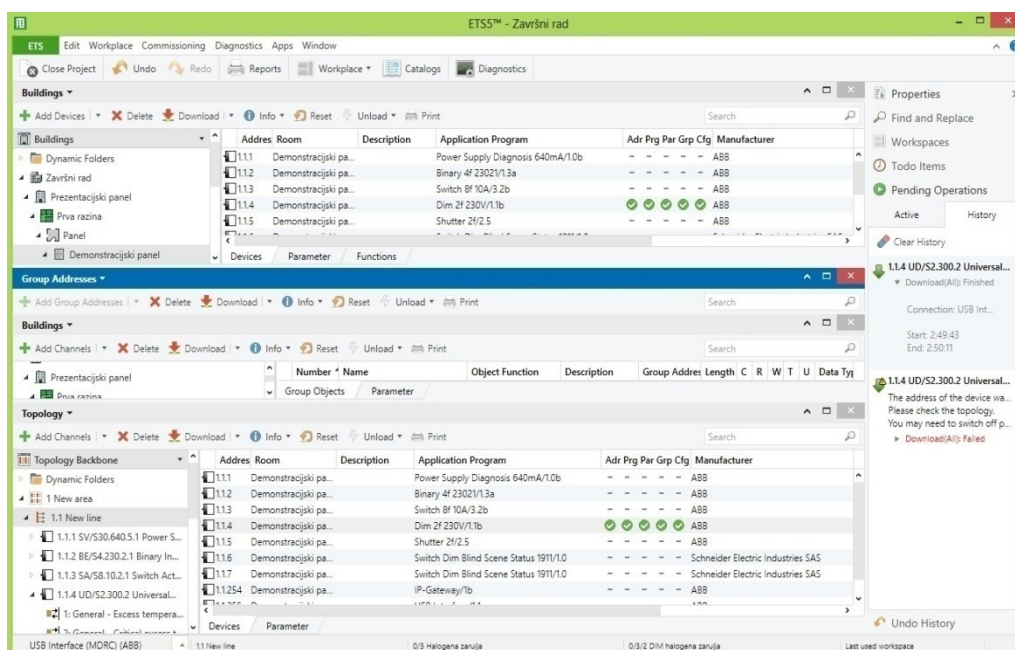 ETS5™ - Završni rad
ETS Edit Workplace Commissioning Diagnostics Apps Window
Close Project Undo Redo Reports Workplace Catalogs Diagnostics
Buildings
Add Devices Delete Download Info Reset Unload Print Search
Buildings
Dynamic Folders
Završni rad
Prezentacijski panel
Prva razina
Panel
Demonstracijski panel
Addres Room Description Application Program Adr Prg Par Grp Cfg Manufacturer
1.1.1 Demonstracijski pa... Power Supply Diagnosis 640mA/1.0b - - - - - ABB
1.1.2 Demonstracijski pa... Binary 4f 23021/1.3a - - - - - ABB
1.1.3 Demonstracijski pa... Switch 8f 10A/3.2b - - - - - ABB
1.1.4 Demonstracijski pa... Dim 2f 230V/1.1b ABB
1.1.5 Demonstracijski pa... Shutter 2f/2.5 - - - - - ABB
Devices Parameter Functions
Group Addresses
Add Group Addresses Delete Download Info Reset Unload Print Search
Buildings
Add Channels Delete Download Info Reset Unload Print Search
Prezentacijski panel
Prva razina
Number Name Object Function Description Group Addres Length C R W T U Data Typ
Group Objects Parameter
Topology
Add Channels Delete Download Info Reset Unload Print Search
Topology Backbone
Dynamic Folders
1 New area
1.1 New line
1.1.1 SV/S30.640.5.1 Power S...
1.1.2 BE/S4.230.2.1 Binary In...
1.1.3 SA/S8.10.2.1 Switch Act...
1.1.4 UD/S2.300.2 Universal...
1: General - Excess tempera...
2: General - Critical excess t...
Addres Room Description Application Program Adr Prg Par Grp Cfg Manufacturer
1.1.1 Demonstracijski pa... Power Supply Diagnosis 640mA/1.0b - - - - - ABB
1.1.2 Demonstracijski pa... Binary 4f 23021/1.3a - - - - - ABB
1.1.3 Demonstracijski pa... Switch 8f 10A/3.2b - - - - - ABB
1.1.4 Demonstracijski pa... Dim 2f 230V/1.1b ABB
1.1.5 Demonstracijski pa... Shutter 2f/2.5 - - - - - ABB
1.1.6 Demonstracijski pa... Switch Dim Blind Scene Status 1911/1.0 - - - - - Schneider Electric Industries SAS
1.1.7 Demonstracijski pa... Switch Dim Blind Scene Status 1911/1.0 - - - - - Schneider Electric Industries SAS
1.1.254 Demonstracijski pa... IP-Gateway/1b - - - - - ABB
Devices Parameter
Properties
Find and Replace
Workspaces
Todo Items
Pending Operations
Active History
Clear History
1.1.4 UD/S2.300.2 Universal...
Download(All): Finished
Connection: USB Int...
Start: 2:49:43
End: 2:50:11
1.1.4 UD/S2.300.2 Universal...
The address of the device wa...
Please check the topology.
You may need to switch off p...
Download(All): Failed
Undo History
USB Interface (MDRC) (ABB) 1.1 New line 0/3 Halogena zarulja 0/3/2 DIM halogena zarulja Last used workspace